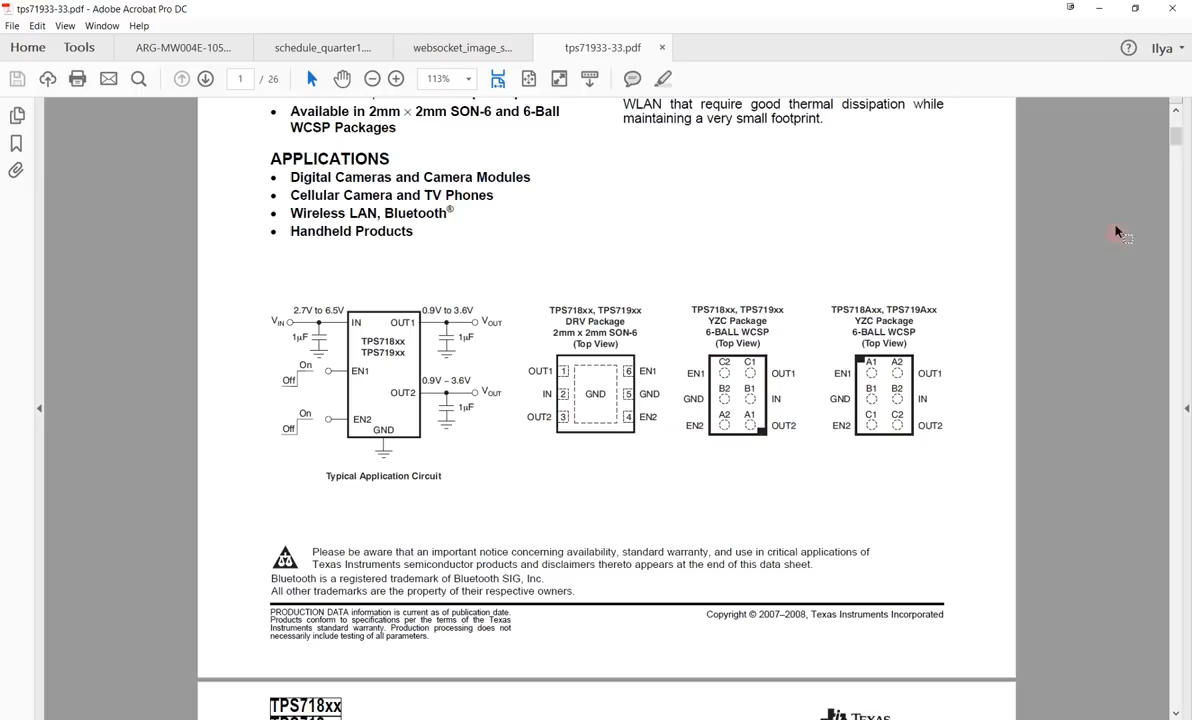 tps71933-33.pdf - Adobe Acrobat Pro DC
File Edit View Window Help
Home Tools ARG-MW004E-105... schedule_quarter1.... websocket_image_s... tps71933-33.pdf × Ilya
1 / 26 113%
• Available in 2mm × 2mm SON-6 and 6-Ball
WCSP Packages
WLAN that require good thermal dissipation while
maintaining a very small footprint.
APPLICATIONS
• Digital Cameras and Camera Modules
• Cellular Camera and TV Phones
• Wireless LAN, Bluetooth®
• Handheld Products
2.7V to 6.5V
VIN
1µF
On
Off
On
Off
IN OUT1
TPS718xx
TPS719xx
EN1
OUT2
EN2
GND
0.9V to 3.6V
VOUT
1µF
0.9V – 3.6V
VOUT
1µF
Typical Application Circuit
TPS718xx, TPS719xx
DRV Package
2mm x 2mm SON-6
(Top View)
OUT1 1 6 EN1
IN 2 GND 5 GND
OUT2 3 4 EN2
TPS718xx, TPS719xx
YZC Package
6-BALL WCSP
(Top View)
C2 C1
EN1 OUT1
B2 B1
GND IN
A2 A1
EN2 OUT2
TPS718Axx, TPS719Axx
YZC Package
6-BALL WCSP
(Top View)
A1 A2
EN1 OUT1
B1 B2
GND IN
C1 C2
EN2 OUT2
Please be aware that an important notice concerning availability, standard warranty, and use in critical applications of
Texas Instruments semiconductor products and disclaimers thereto appears at the end of this data sheet.
Bluetooth is a registered trademark of Bluetooth SIG, Inc.
All other trademarks are the property of their respective owners.
PRODUCTION DATA information is current as of publication date.
Products conform to specifications per the terms of the Texas
Instruments standard warranty. Production processing does not
necessarily include testing of all parameters.
Copyright © 2007–2008, Texas Instruments Incorporated
TPS718xx
TEXAS